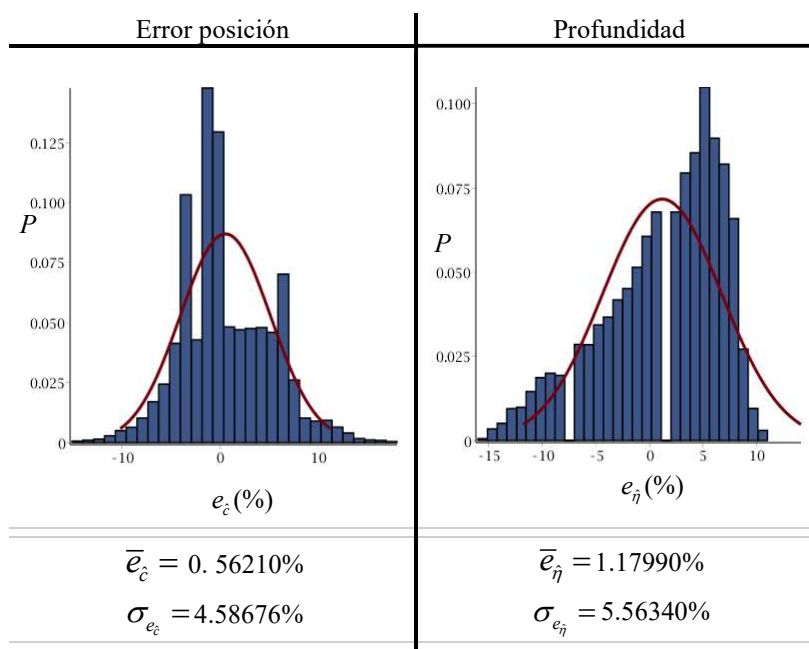 Error posición
Profundidad
0.125
0.100
0.075
0.050
0.025
0
P
-10
0
10
e_ĉ(%)
0.100
0.075
0.050
0.025
0
P
-15
-10
-5
0
5
10
e_η̂(%)
e̅_ĉ = 0. 56210%
σ_e_ĉ = 4.58676%
e̅_η̂ = 1.17990%
σ_e_η̂ = 5.56340%